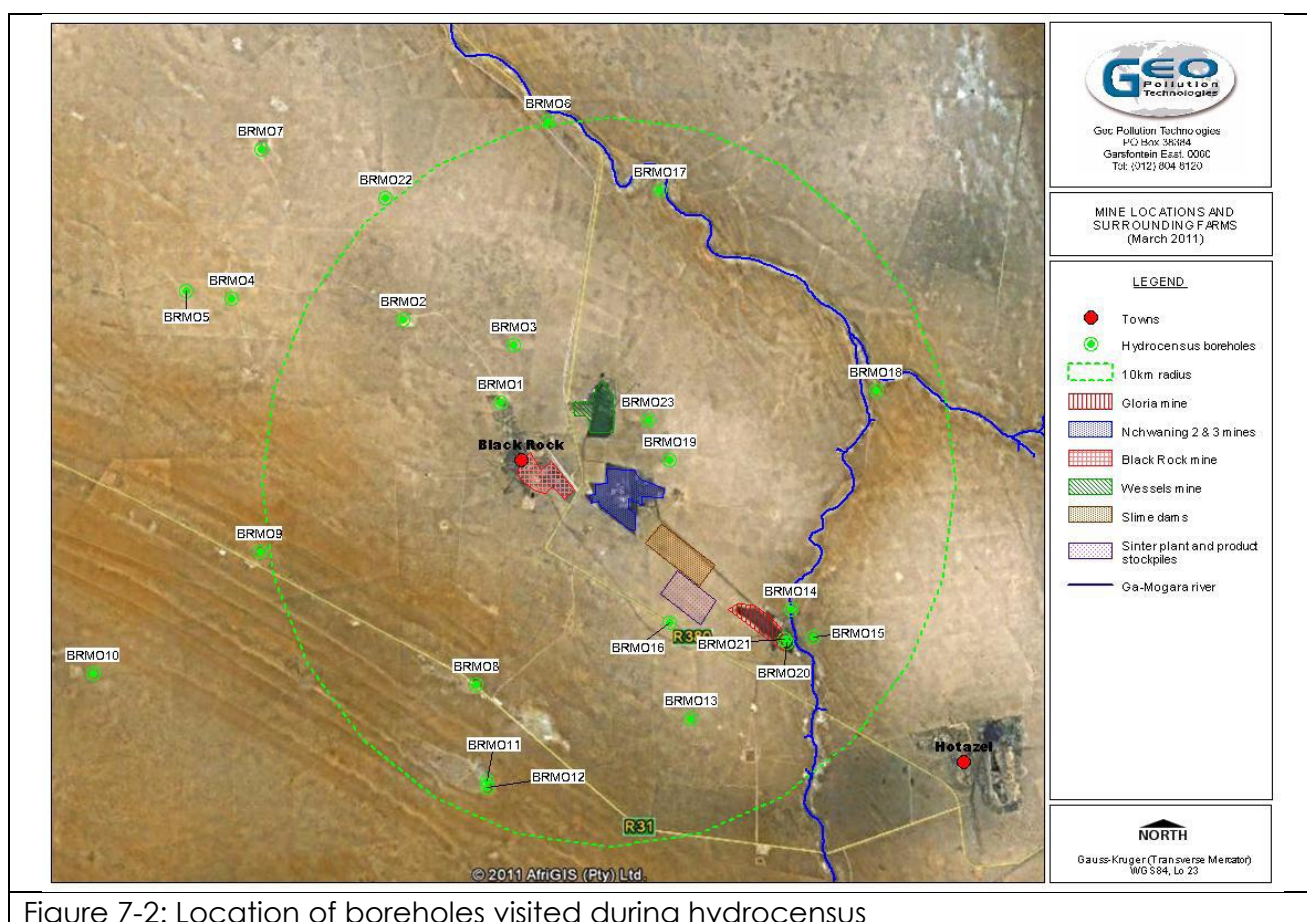 BRMO6
BRMO7
BRMO17
BRMO22
BRMO4
BRMO2
BRMO5
BRMO3
BRMO18
BRMO1
BRMO23
Black Rock
BRMO19
BRMO9
BRMO14
R380
BRMO16
BRMO21
BRMO15
BRMO20
BRMO10
BRMO8
BRMO13
BRMO11
BRMO12
Hotazel
R31
© 2011 AfriGIS (Pty) Ltd.
GEO
Pollution
Technologies
Geo Pollution Technologies
PO Box 38384
Garsfontein East, 0060
Tel: (012) 804 8120
MINE LOCATIONS AND
SURROUNDING FARMS
(March 2011)
LEGEND
Towns
Hydrocensus boreholes
10km radius
Gloria mine
Nchwaning 2 & 3 mines
Black Rock mine
Wessels mine
Slime dams
Sinter plant and product
stockpiles
Ga-Mogara river
NORTH
Gauss-Kruger (Transverse Mercator)
WGS84, Lo 23
Figure 7-2: Location of boreholes visited during hydrocensus